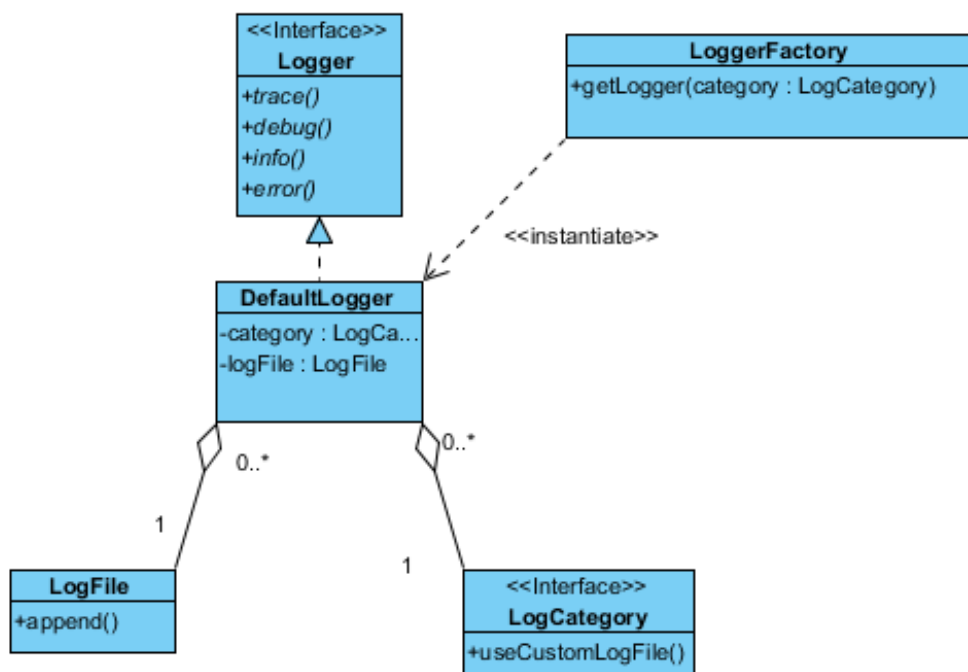 <<Interface>>
Logger
+trace()
+debug()
+info()
+error()
LoggerFactory
+getLogger(category : LogCategory)
<<instantiate>>
DefaultLogger
-category : LogCa...
-logFile : LogFile
0..*
0..*
1
1
LogFile
+append()
<<Interface>>
LogCategory
+useCustomLogFile()